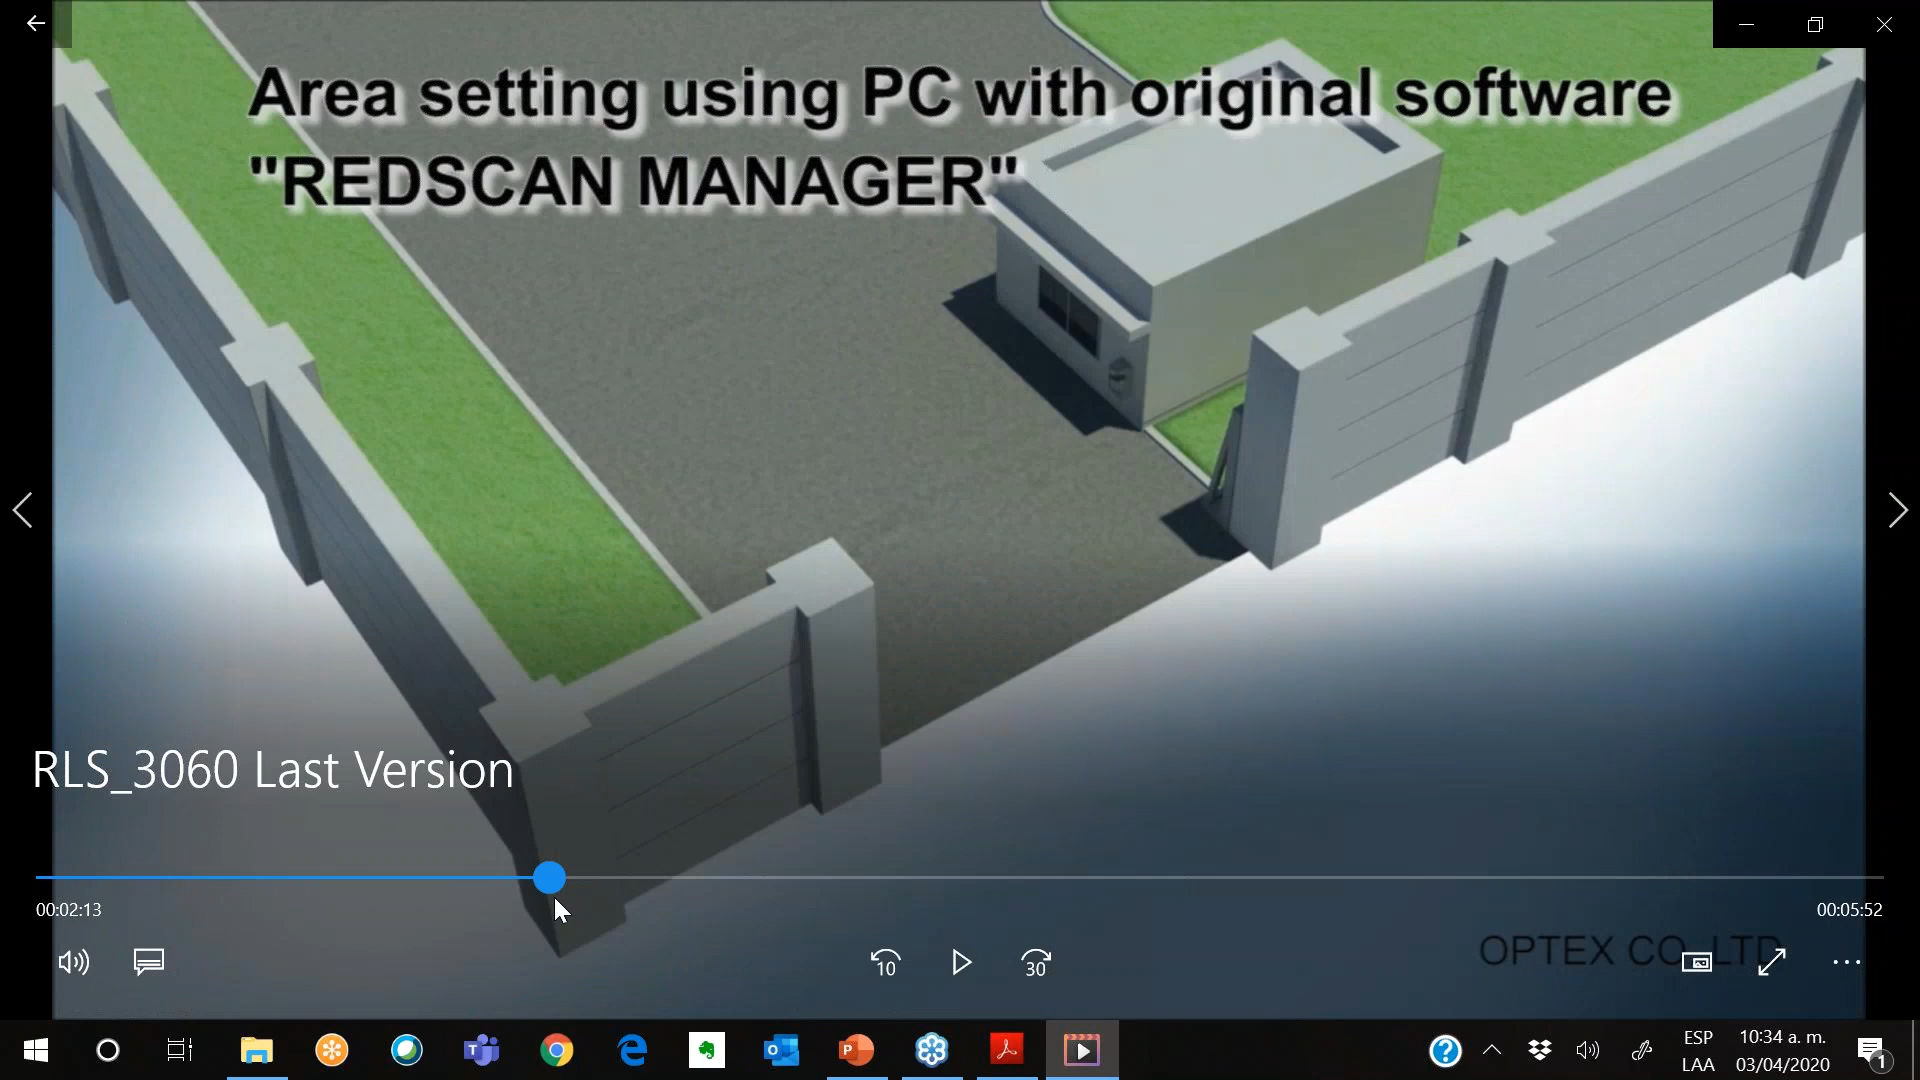 Area setting using PC with original software
"REDSCAN MANAGER"
RLS_3060 Last Version
00:02:13
00:05:52
10
30
OPTEX CO.,LTD
ESP
LAA
10:34 a. m.
03/04/2020
1